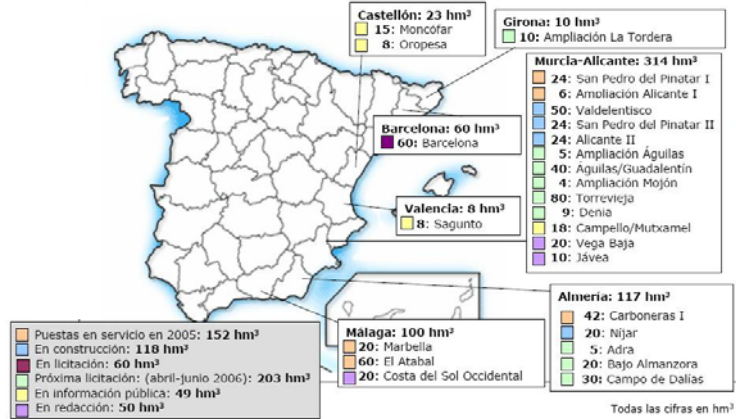 Castellón: 23 hm³
15: Moncófar
8: Oropesa
Girona: 10 hm³
10: Ampliación La Tordera
Murcia-Alicante: 314 hm³
24: San Pedro del Pinatar I
6: Ampliación Alicante I
50: Valdelentisco
24: San Pedro del Pinatar II
24: Alicante II
5: Ampliación Águilas
40: Águilas/Guadalentín
4: Ampliación Mojón
80: Torrevieja
9: Denia
18: Campello/Mutxamel
20: Vega Baja
10: Jávea
Barcelona: 60 hm³
60: Barcelona
Valencia: 8 hm³
8: Sagunto
Almería: 117 hm³
42: Carboneras I
20: Níjar
5: Adra
20: Bajo Almanzora
30: Campo de Dalías
Málaga: 100 hm³
20: Marbella
60: El Atabal
20: Costa del Sol Occidental
Puestas en servicio en 2005: 152 hm³
En construcción: 118 hm³
En licitación: 60 hm³
Próxima licitación: (abril-junio 2006): 203 hm³
En información pública: 49 hm³
En redacción: 50 hm³
Todas las cifras en hm³